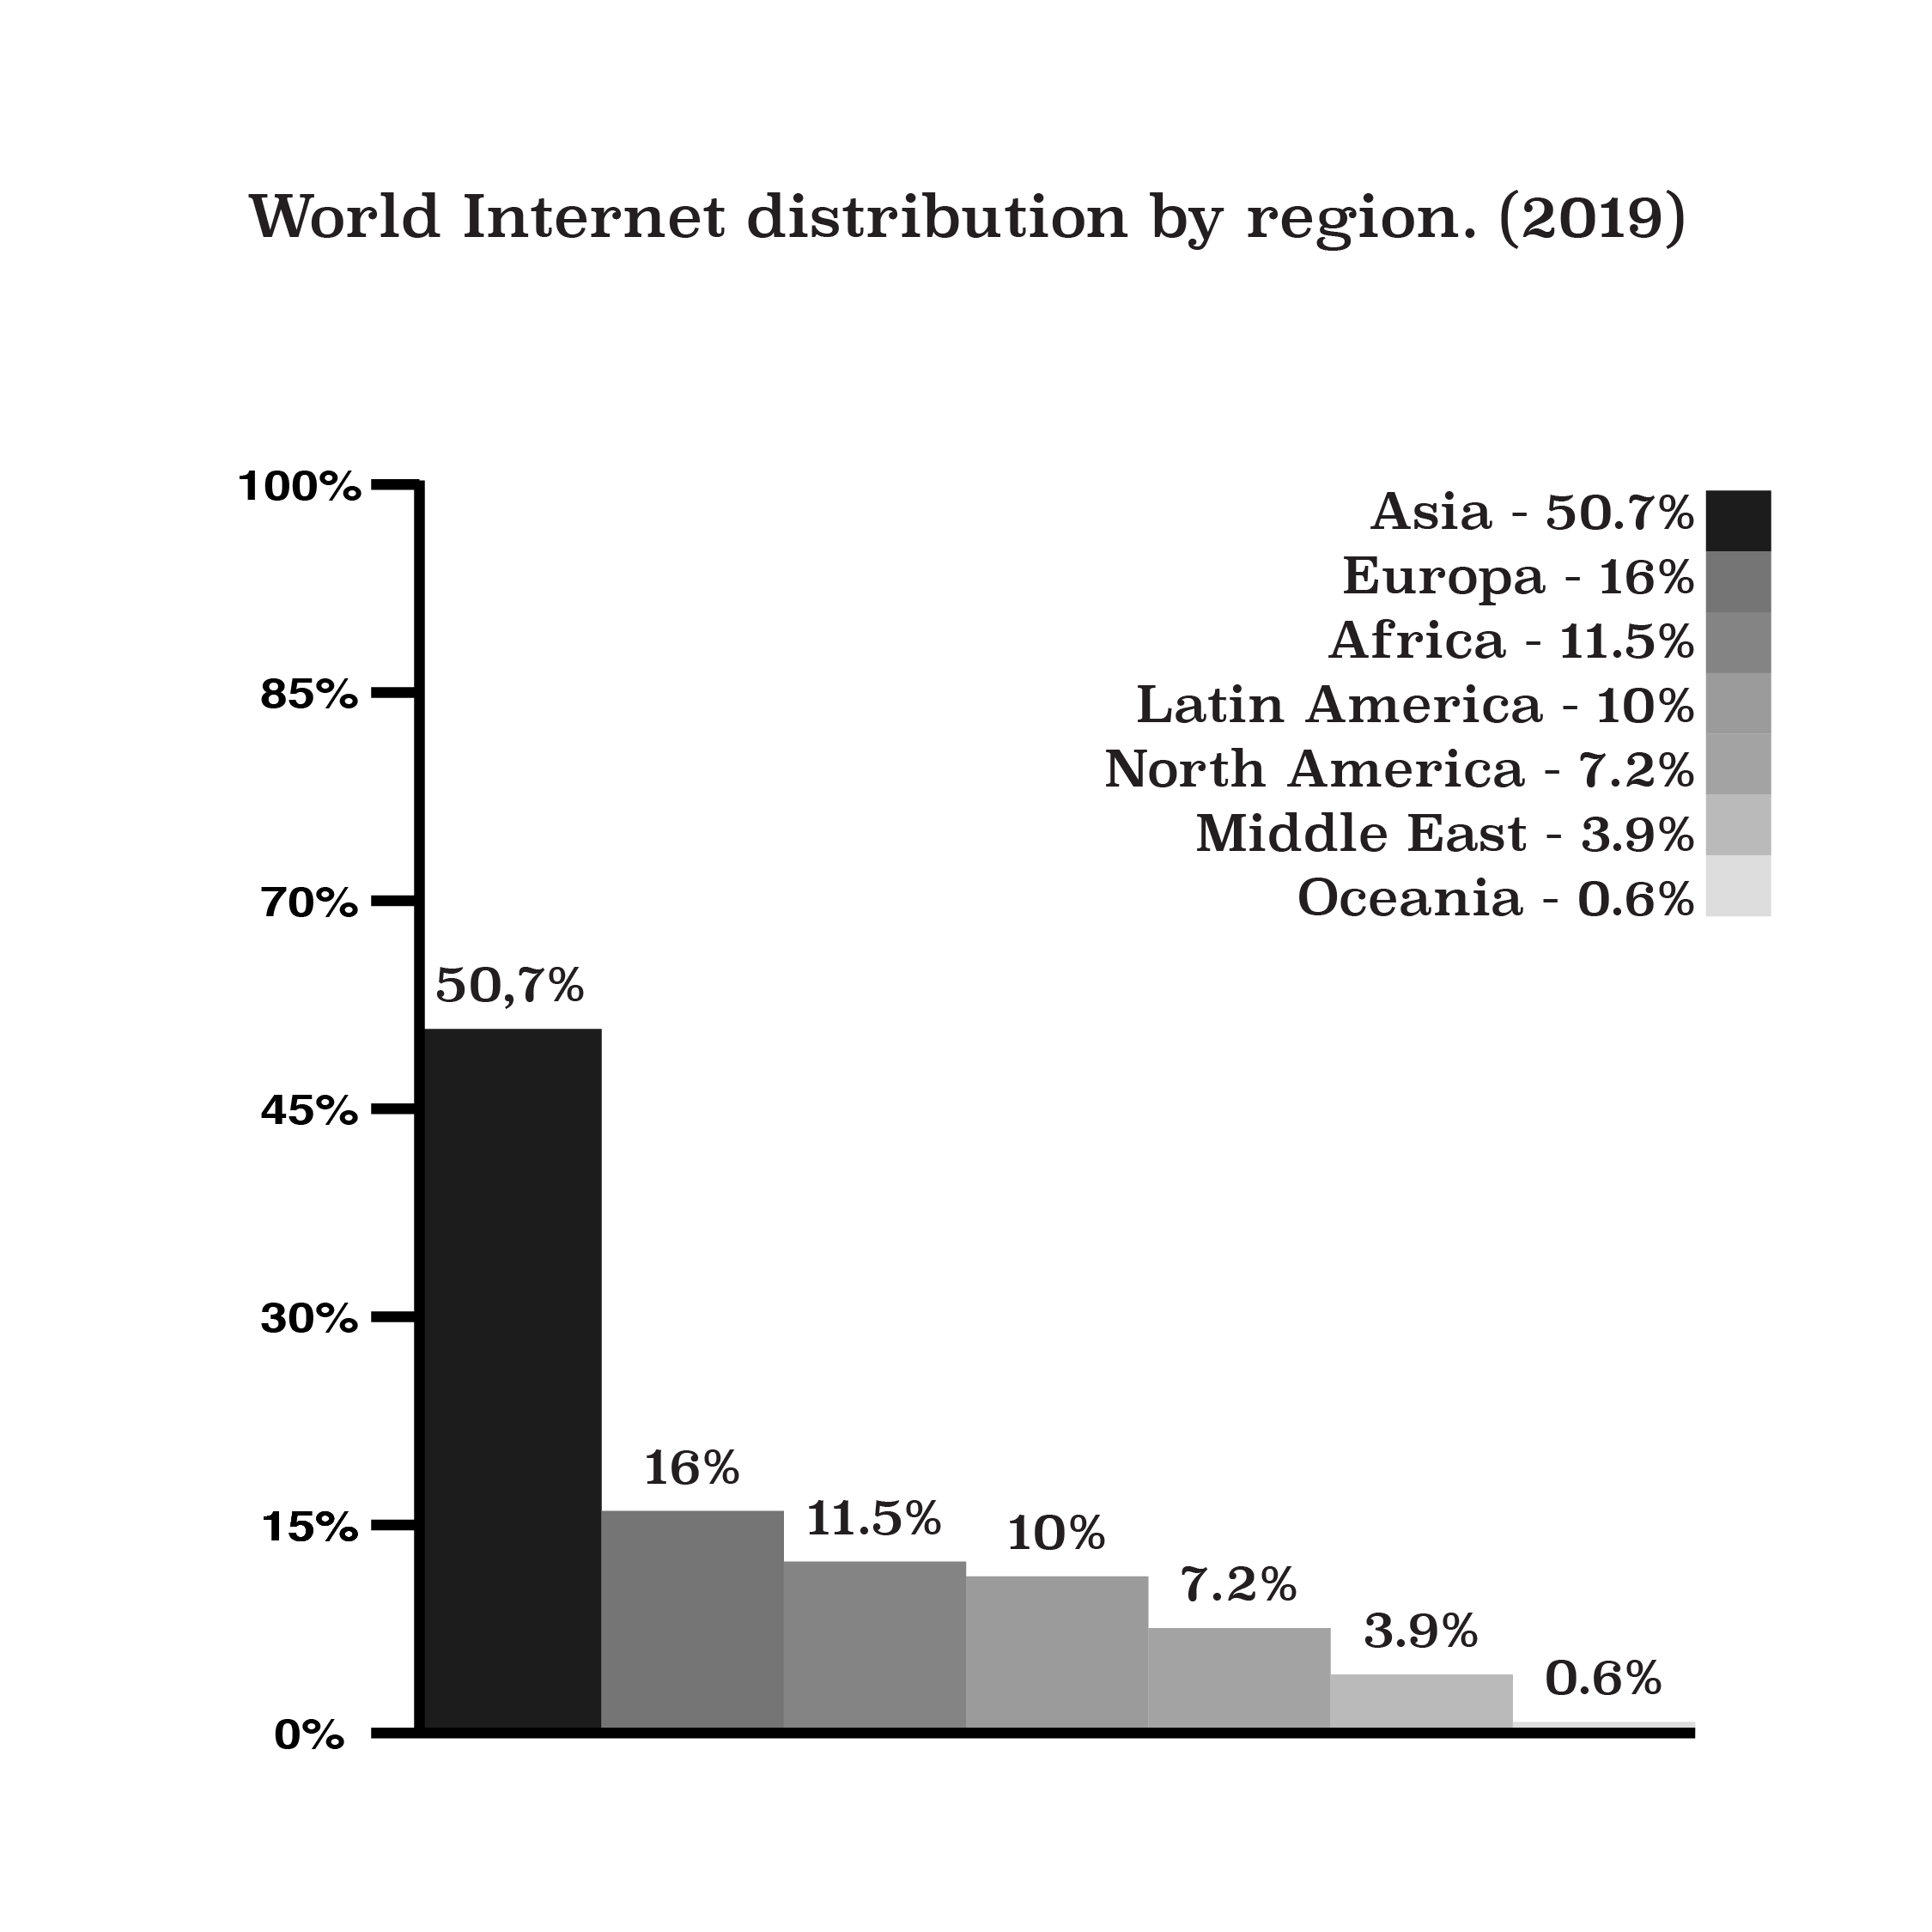 World Internet distribution by region. (2019)
100%
85%
70%
45%
30%
15%
0%
Asia - 50.7%
Europa - 16%
Africa - 11.5%
Latin America - 10%
North America - 7.2%
Middle East - 3.9%
Oceania - 0.6%
50,7%
16%
11.5%
10%
7.2%
3.9%
0.6%